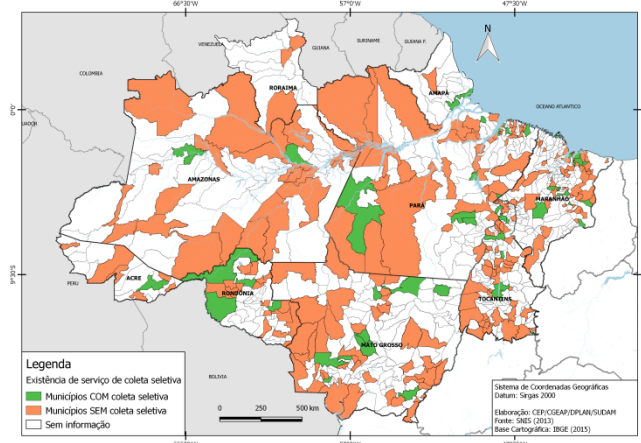 66°30'W 57°0'W 47°30'W
VENEZUELA
GUIANA
SURINAME
COLOMBIA
N
RORAIMA
AMAPÁ
0°0'
OCEANO ATLANTICO
AMAZONAS
PARÁ
MARANHÃO
9°30'S
PERU
ACRE
RONDÔNIA
TOCANTINS
MATO GROSSO
BOLIVIA
Legenda
Existência de serviço de coleta seletiva
Municípios COM coleta seletiva
Municípios SEM coleta seletiva
Sem informação
0 250 500 km
Sistema de Coordenadas Geográficas
Datum: Sirgas 2000
Elaboração: CEP/CGEAP/DPLAN/SUDAM
Fonte: SNIS (2013)
Base Cartográfica: IBGE (2015)